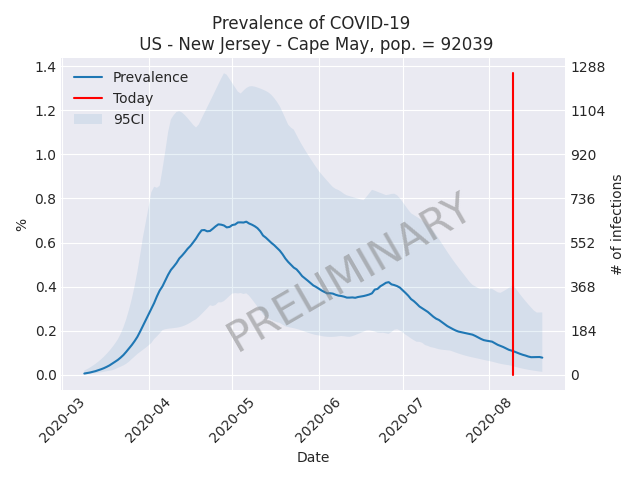 Prevalence of COVID-19
US - New Jersey - Cape May, pop. = 92039
1.4
1.2
1.0
0.8
0.6
0.4
0.2
0.0
%
Prevalence
Today
95CI
PRELIMINARY
1288
1104
920
736
552
368
184
0
# of infections
2020-03
2020-04
2020-05
2020-06
2020-07
2020-08
Date